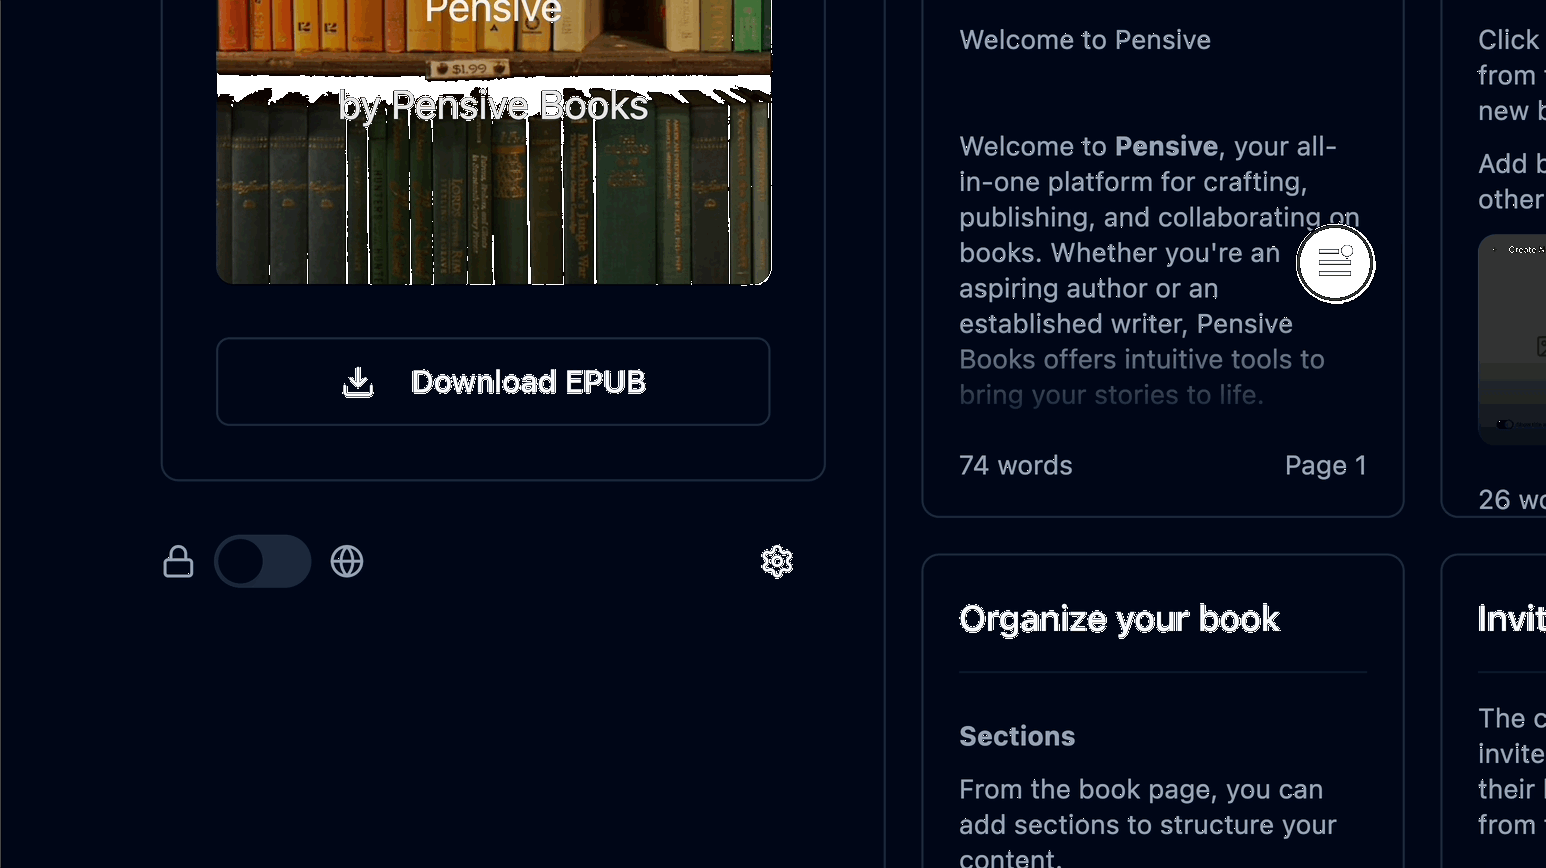 Pensive
$1.99
by Pensive Books
Download EPUB
Welcome to Pensive
Welcome to Pensive, your all-
in-one platform for crafting,
publishing, and collaborating on
books. Whether you're an
aspiring author or an
established writer, Pensive
Books offers intuitive tools to
bring your stories to life.
74 words
Page 1
Click
from
new b
Add b
other
Create
26 wo
Organize your book
Sections
From the book page, you can
add sections to structure your
content.
Invit
The c
invite
their
from